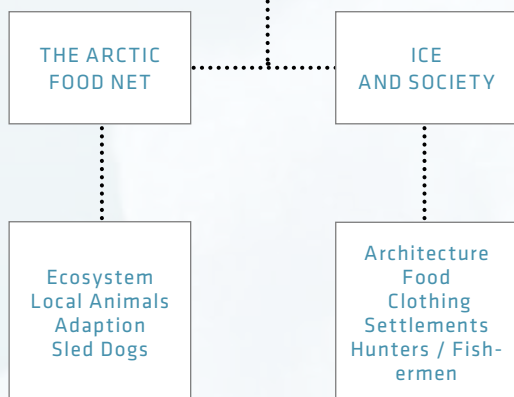 THE ARCTIC
FOOD NET
ICE
AND SOCIETY
Ecosystem
Local Animals
Adaption
Sled Dogs
Architecture
Food
Clothing
Settlements
Hunters / Fish-
ermen